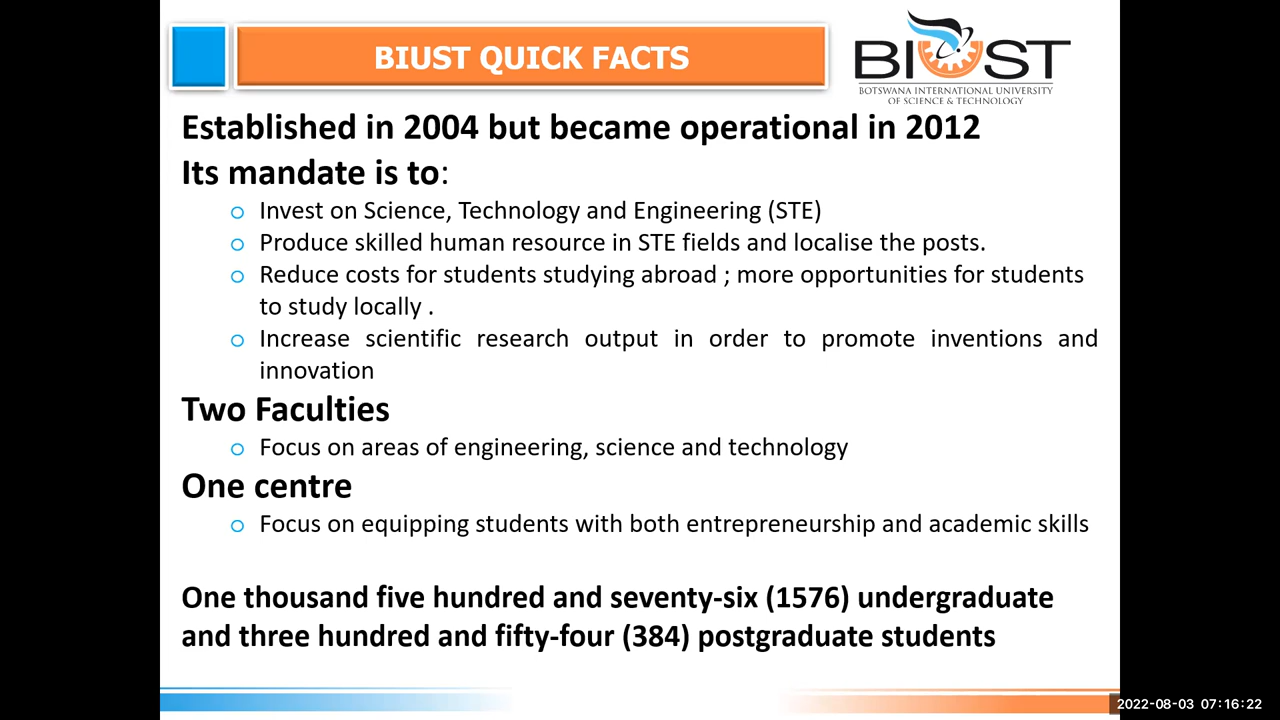 BIUST QUICK FACTS
BIUST
BOTSWANA INTERNATIONAL UNIVERSITY
OF SCIENCE & TECHNOLOGY
Established in 2004 but became operational in 2012
Its mandate is to:
Invest on Science, Technology and Engineering (STE)
Produce skilled human resource in STE fields and localise the posts.
Reduce costs for students studying abroad ; more opportunities for students
to study locally .
Increase scientific research output in order to promote inventions and
innovation
Two Faculties
Focus on areas of engineering, science and technology
One centre
Focus on equipping students with both entrepreneurship and academic skills
One thousand five hundred and seventy-six (1576) undergraduate
and three hundred and fifty-four (384) postgraduate students
2022-08-03 07:16:22